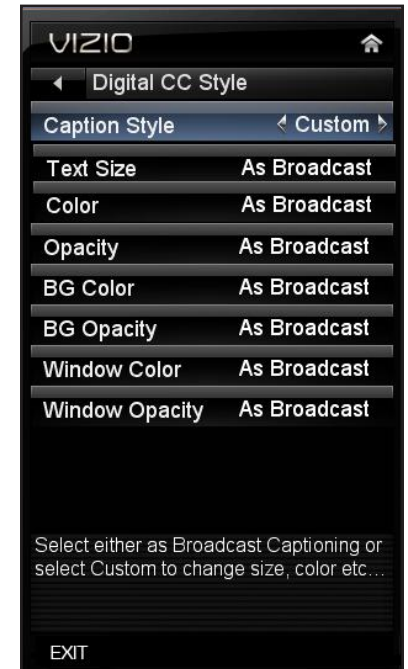 VIZIO
Digital CC Style
Caption Style Custom
Text Size As Broadcast
Color As Broadcast
Opacity As Broadcast
BG Color As Broadcast
BG Opacity As Broadcast
Window Color As Broadcast
Window Opacity As Broadcast
Select either as Broadcast Captioning or
select Custom to change size, color etc...
EXIT